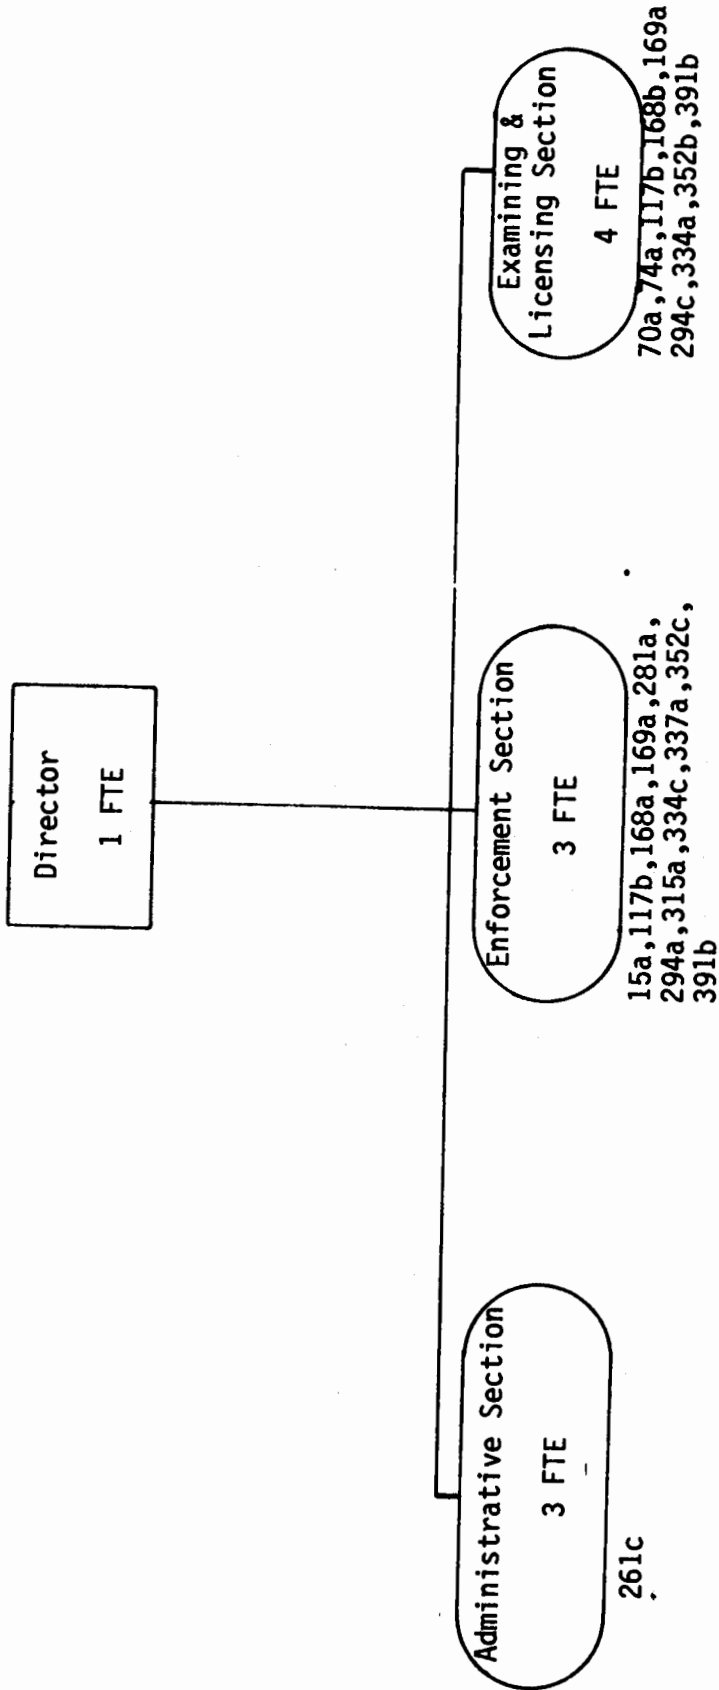 Director
1 FTE
Administrative Section
3 FTE
261c
Enforcement Section
3 FTE
15a,117b,168a,169a,281a,
294a,315a,334c,337a,352c,
391b
Examining &
Licensing Section
4 FTE
70a,74a,117b,168b,169a
294c,334a,352b,391b